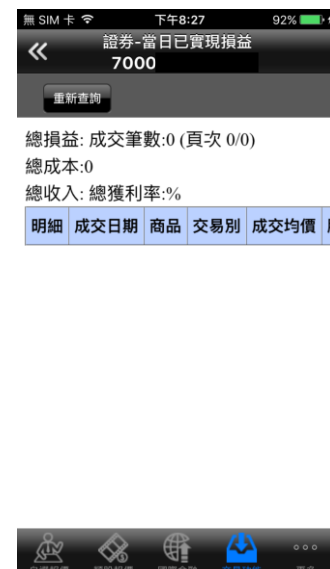 無 SIM 卡 下午8:27 92%
證券-當日已實現損益
7000
重新查詢
總損益: 成交筆數:0 (頁次 0/0)
總成本:0
總收入: 總獲利率:%
明細 成交日期 商品 交易別 成交均價